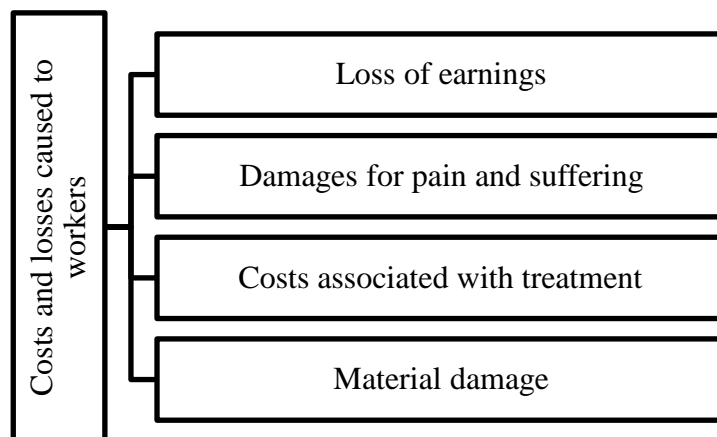 Costs and losses caused to
workers
Loss of earnings
Damages for pain and suffering
Costs associated with treatment
Material damage